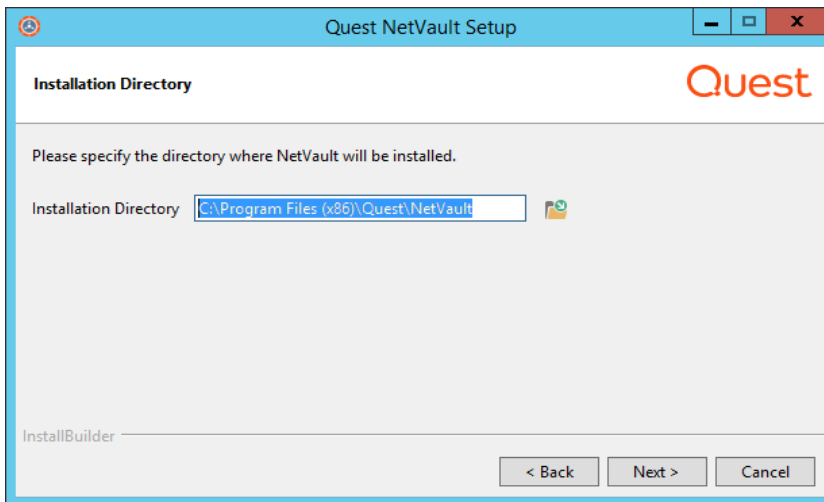 Quest NetVault Setup
Installation Directory
Quest
Please specify the directory where NetVault will be installed.
Installation Directory C:\Program Files (x86)\Quest\NetVault
InstallBuilder
< Back Next > Cancel